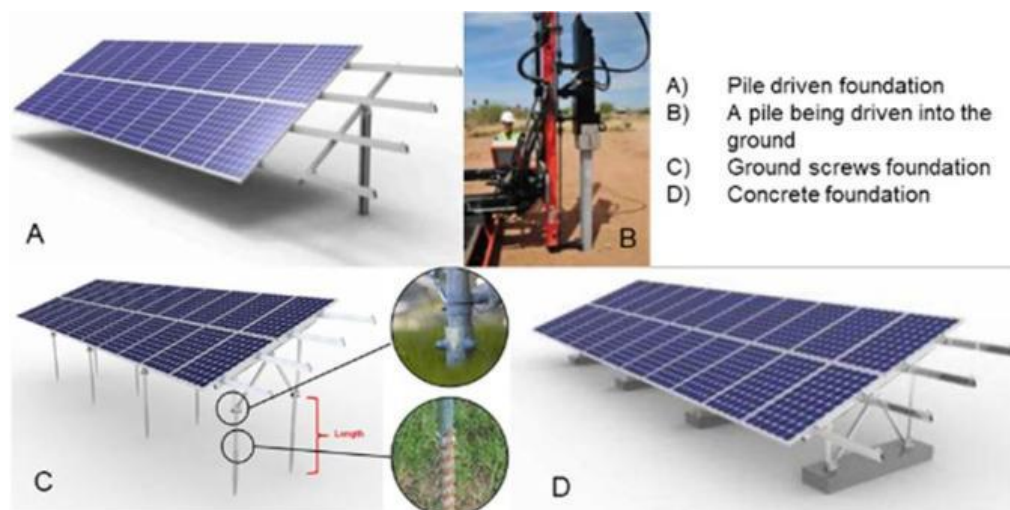 A) Pile driven foundation
B) A pile being driven into the
ground
C) Ground screws foundation
D) Concrete foundation
A
B
Length
C
D